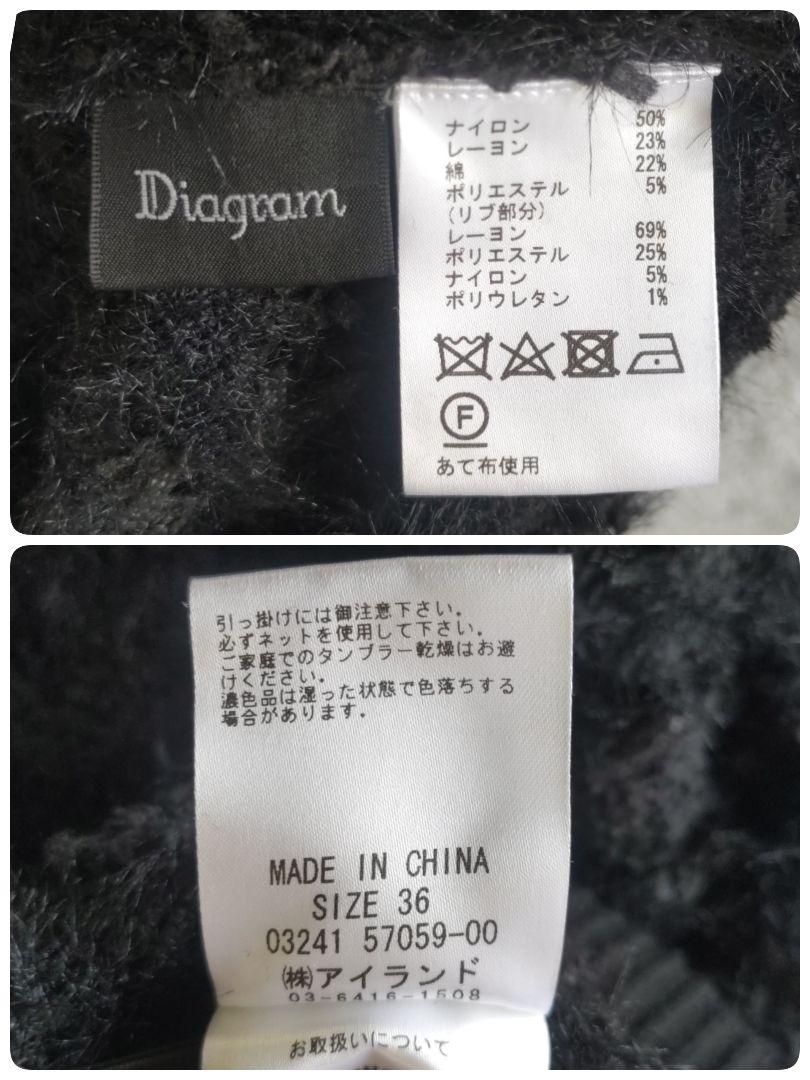 Diagram
ナイロン 50%
レーヨン 23%
綿 22%
ポリエステル 5%
(リブ部分)
レーヨン 69%
ポリエステル 25%
ナイロン 5%
ポリウレタン 1%
F
あて布使用
引っ掛けには御注意下さい。
必ずネットを使用して下さい。
ご家庭でのタンブラー乾燥はお避
けください。
濃色品は湿った状態で色落ちする
場合があります。
MADE IN CHINA
SIZE 36
03241 57059-00
㈱アイランド
03-6416-1508
お取扱いについて